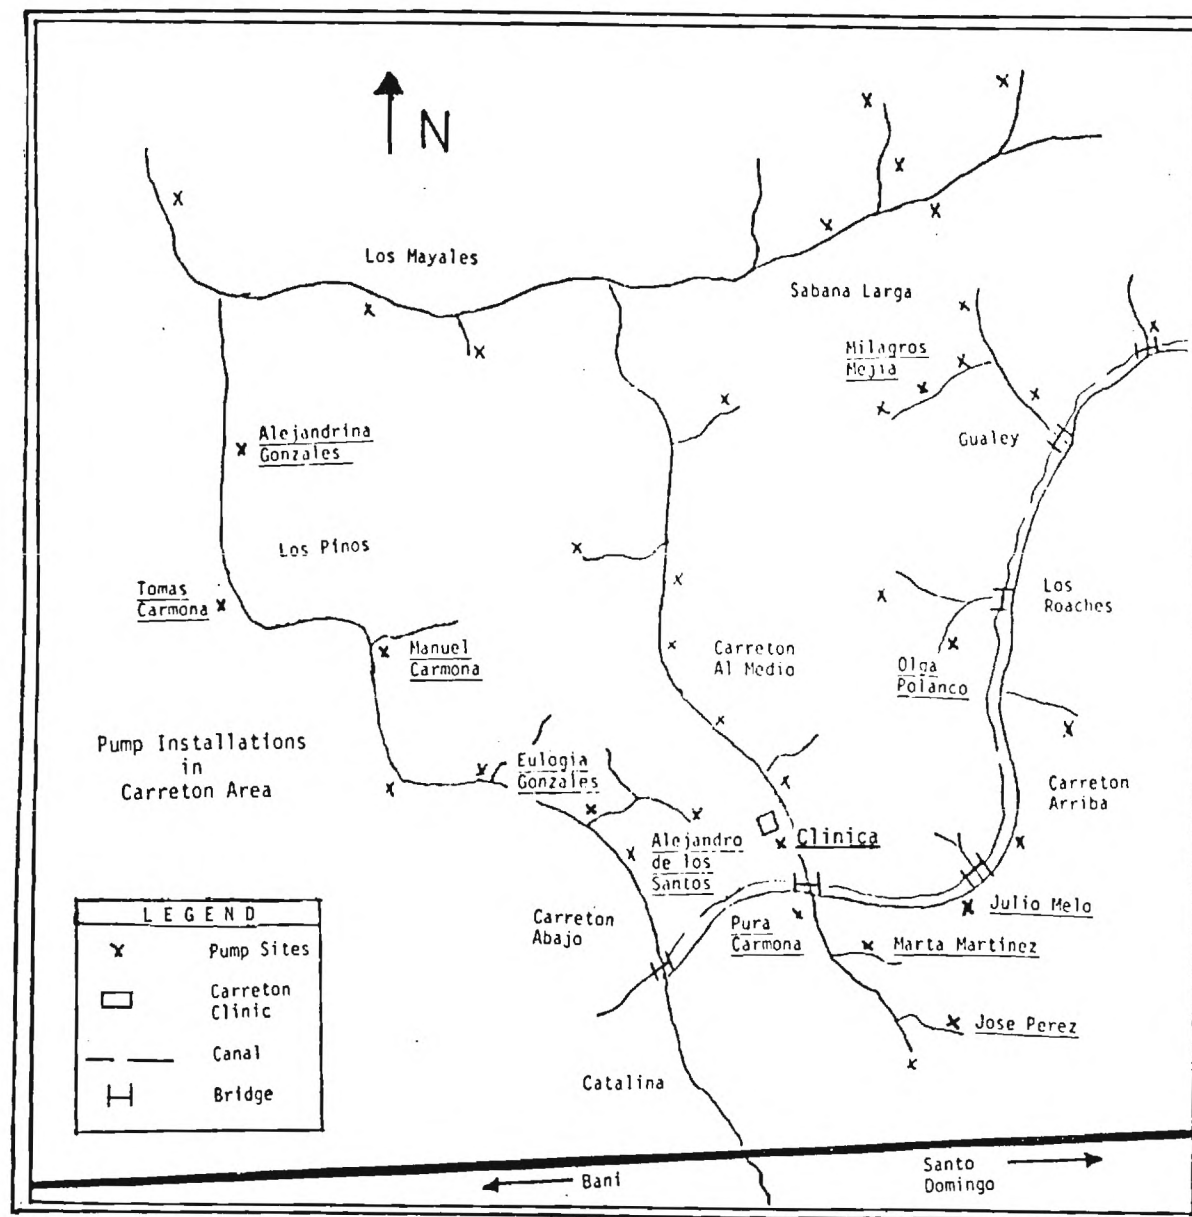 N
Los Mayales
Sabana Larga
Milagros
Mejia
Gualey
Alejandrina
Gonzales
Los Pinos
Tomas
Carmona
Manuel
Carmona
Los
Roaches
Carreton
Al Medio
Olga
Polanco
Pump Installations
in
Carreton Area
Eulogia
Gonzales
Carreton
Arriba
Alejandro
de los
Santos
Clinica
Julio Melo
Carreton
Abajo
Pura
Carmona
Marta Martinez
Jose Perez
Catalina
LEGEND
Pump Sites
Carreton
Clinic
Canal
Bridge
Bani
Santo
Domingo